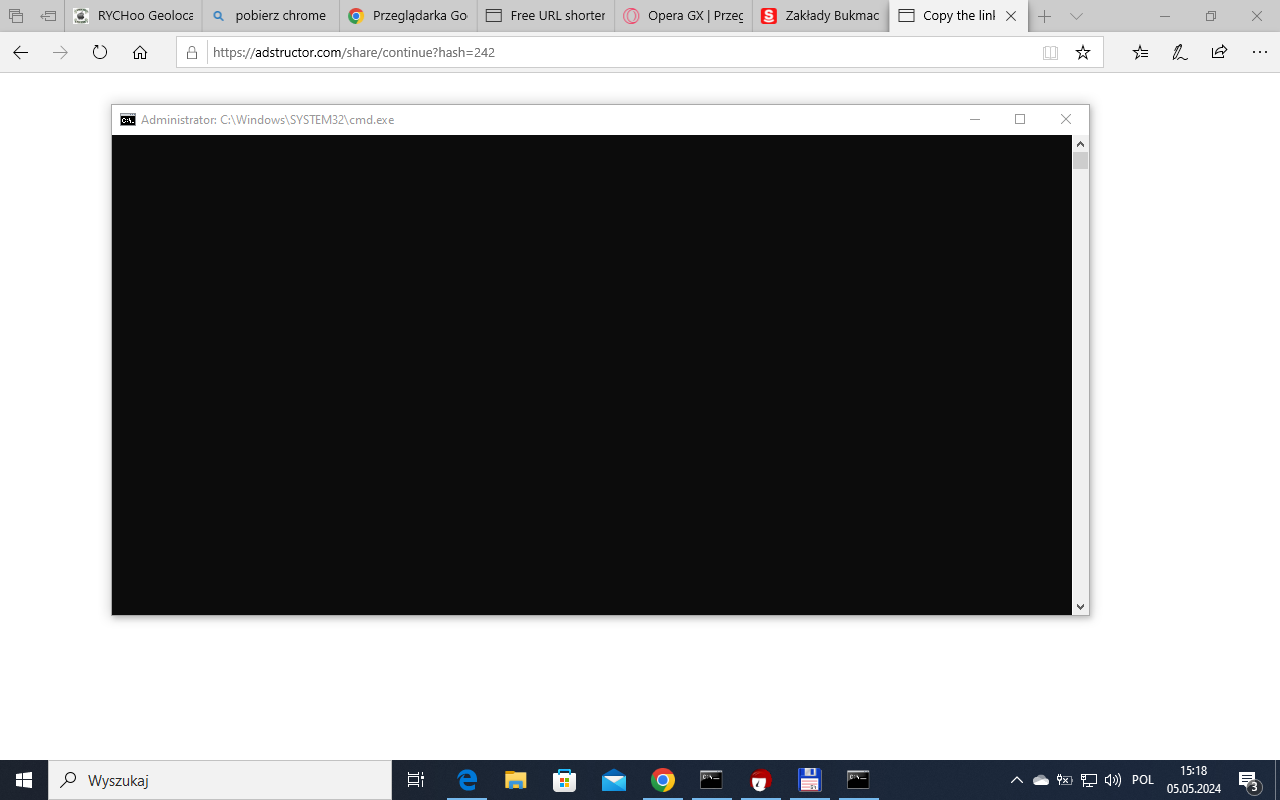 RYCHoo Geoloca
pobierz chrome
Przeglądarka Go
Free URL shorter
Opera GX | Przeg
Zakłady Bukmac
Copy the link
https://adstructor.com/share/continue?hash=242
Administrator: C:\Windows\SYSTEM32\cmd.exe
Wyszukaj
POL
15:18
05.05.2024
3